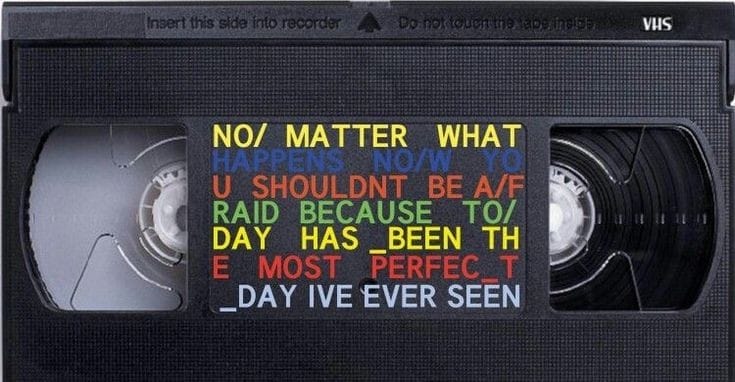 Insert this side into recorder Do not touch the tape inside VHS
NO/ MATTER WHAT
HAPPENS NO/W YO
U SHOULDNT BE A/F
RAID BECAUSE TO/
DAY HAS _BEEN TH
E MOST PERFEC_T
_DAY IVE EVER SEEN